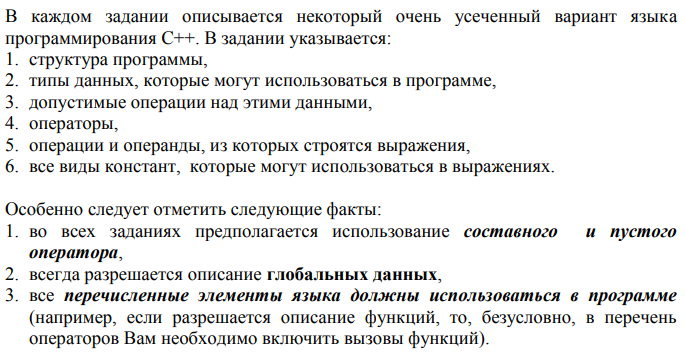 В каждом задании описывается некоторый очень усеченный вариант языка
программирования С++. В задании указывается:
1. структура программы,
2. типы данных, которые могут использоваться в программе,
3. допустимые операции над этими данными,
4. операторы,
5. операции и операнды, из которых строятся выражения,
6. все виды констант, которые могут использоваться в выражениях.
Особенно следует отметить следующие факты:
1. во всех заданиях предполагается использование составного и пустого
оператора,
2. всегда разрешается описание глобальных данных,
3. все перечисленные элементы языка должны использоваться в программе
(например, если разрешается описание функций, то, безусловно, в перечень
операторов Вам необходимо включить вызовы функций).